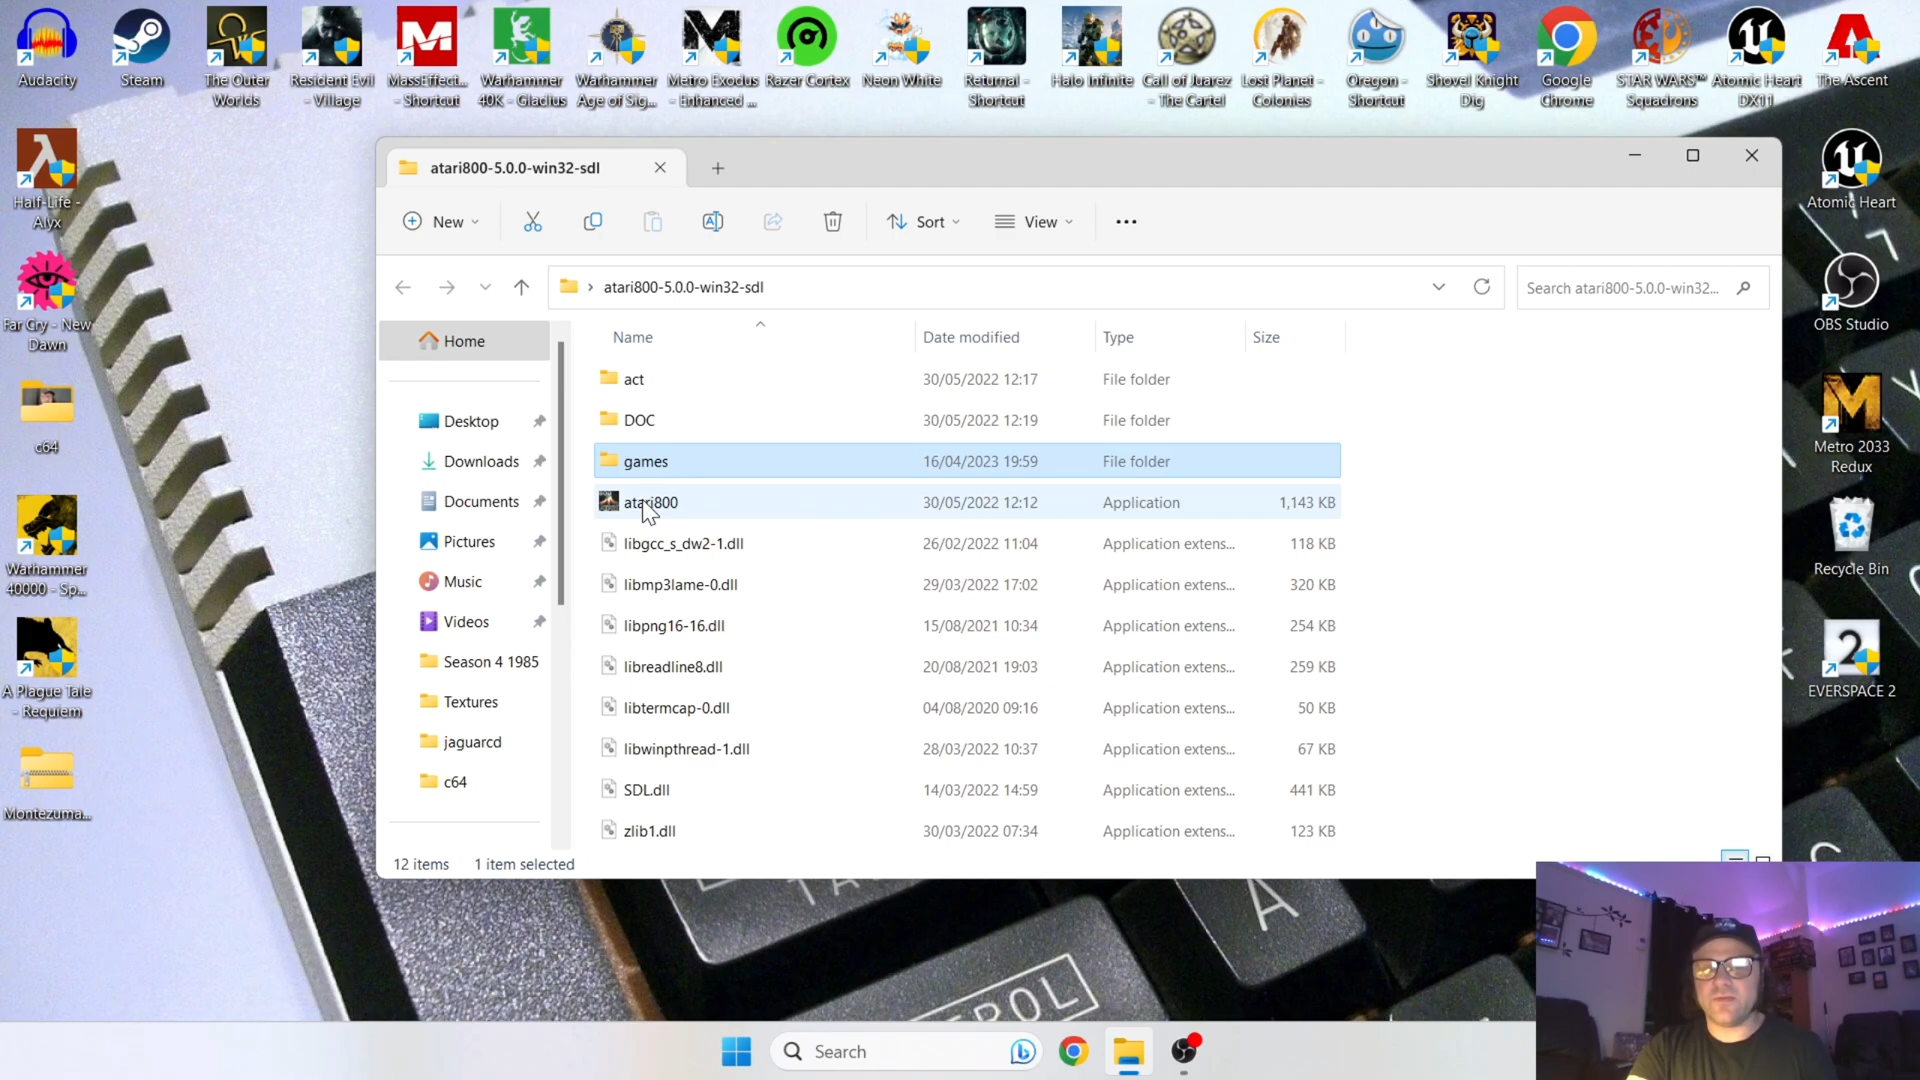 Audacity
Steam
The Outer
Worlds
Resident Evil
- Village
MassEffect...
- Shortcut
Warhammer
40K - Gladius
Warhammer
Age of Sig...
Metro Exodus
- Enhanced ...
Razer Cortex
Neon White
Returnal -
Shortcut
Halo Infinite
Call of Juarez
- The Cartel
Lost Planet -
Colonies
Oregon -
Shortcut
Shovel Knight
Dig
Google
Chrome
STAR WARS™
Squadrons
Atomic Heart
DX11
The Ascent
Half-Life -
Alyx
Far Cry - New
Dawn
c64
Warhammer
40000 - Sp...
A Plague Tale
- Requiem
Montezuma...
Atomic Heart
OBS Studio
Metro 2033
Redux
Recycle Bin
2
EVERSPACE 2
atari800-5.0.0-win32-sdl
New
Sort
View
atari800-5.0.0-win32-sdl
Search atari800-5.0.0-win32...
Home
Desktop
Downloads
Documents
Pictures
Music
Videos
Season 4 1985
Textures
jaguarcd
c64
Name Date modified Type Size
act 30/05/2022 12:17 File folder
DOC 30/05/2022 12:19 File folder
games 16/04/2023 19:59 File folder
atari800 30/05/2022 12:12 Application 1,143 KB
libgcc_s_dw2-1.dll 26/02/2022 11:04 Application extens... 118 KB
libmp3lame-0.dll 29/03/2022 17:02 Application extens... 320 KB
libpng16-16.dll 15/08/2021 10:34 Application extens... 254 KB
libreadline8.dll 20/08/2021 19:03 Application extens... 259 KB
libtermcap-0.dll 04/08/2020 09:16 Application extens... 50 KB
libwinpthread-1.dll 28/03/2022 10:37 Application extens... 67 KB
SDL.dll 14/03/2022 14:59 Application extens... 441 KB
zlib1.dll 30/03/2022 07:34 Application extens... 123 KB
12 items 1 item selected
A
Search